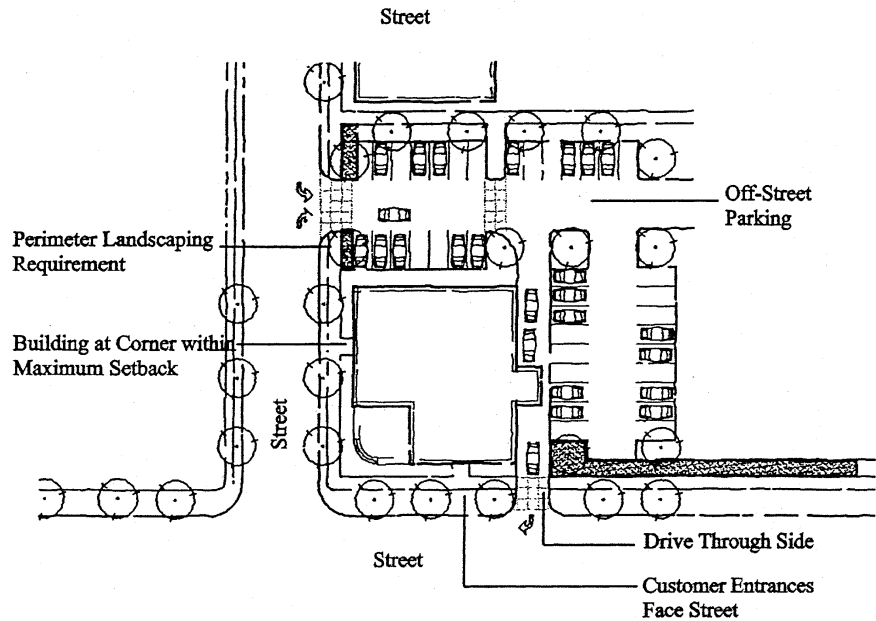 Street
Off-Street
Parking
Perimeter Landscaping
Requirement
Building at Corner within
Maximum Setback
Street
Drive Through Side
Street
Customer Entrances
Face Street